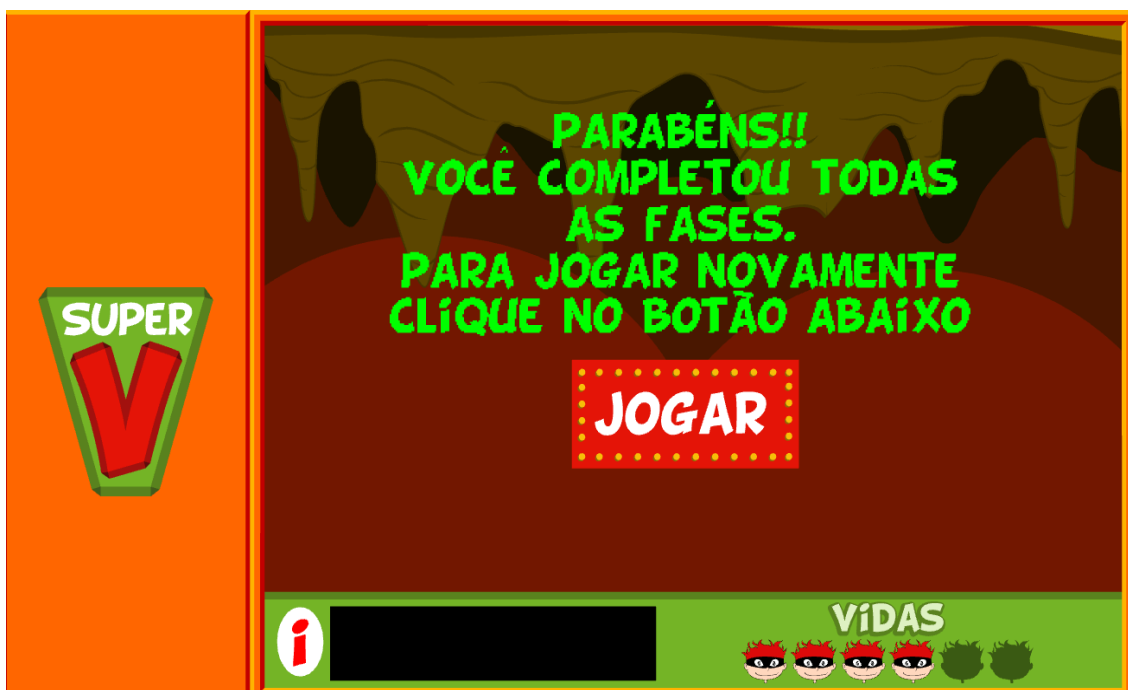 SUPER
V
PARABÉNS!!
VOCÊ COMPLETOU TODAS
AS FASES.
PARA JOGAR NOVAMENTE
CLiQUE NO BOTÃO ABAiXO
JOGAR
i
ViDAS